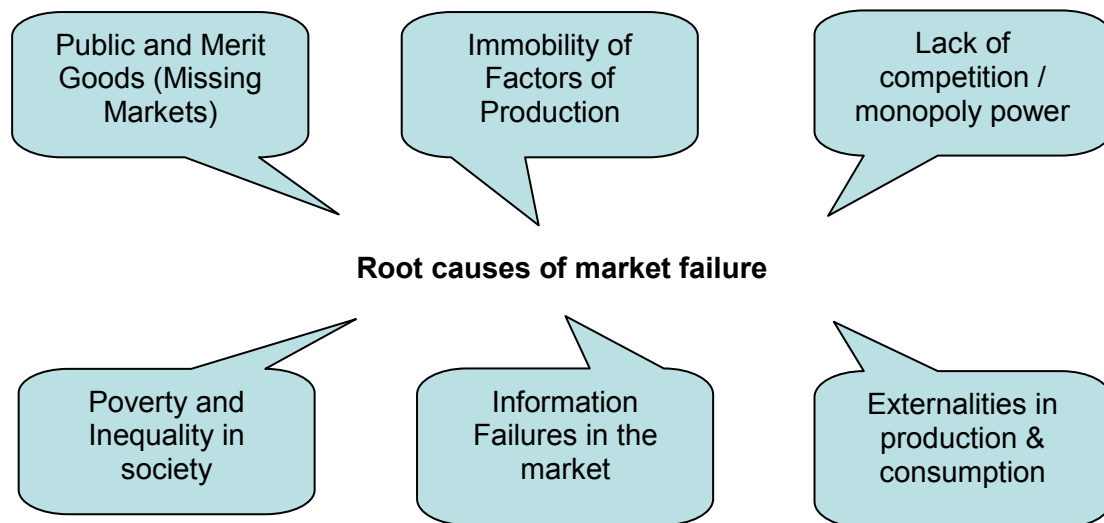 Public and Merit
Goods (Missing
Markets)
Immobility of
Factors of
Production
Lack of
competition /
monopoly power
Root causes of market failure
Poverty and
Inequality in
society
Information
Failures in the
market
Externalities in
production &
consumption